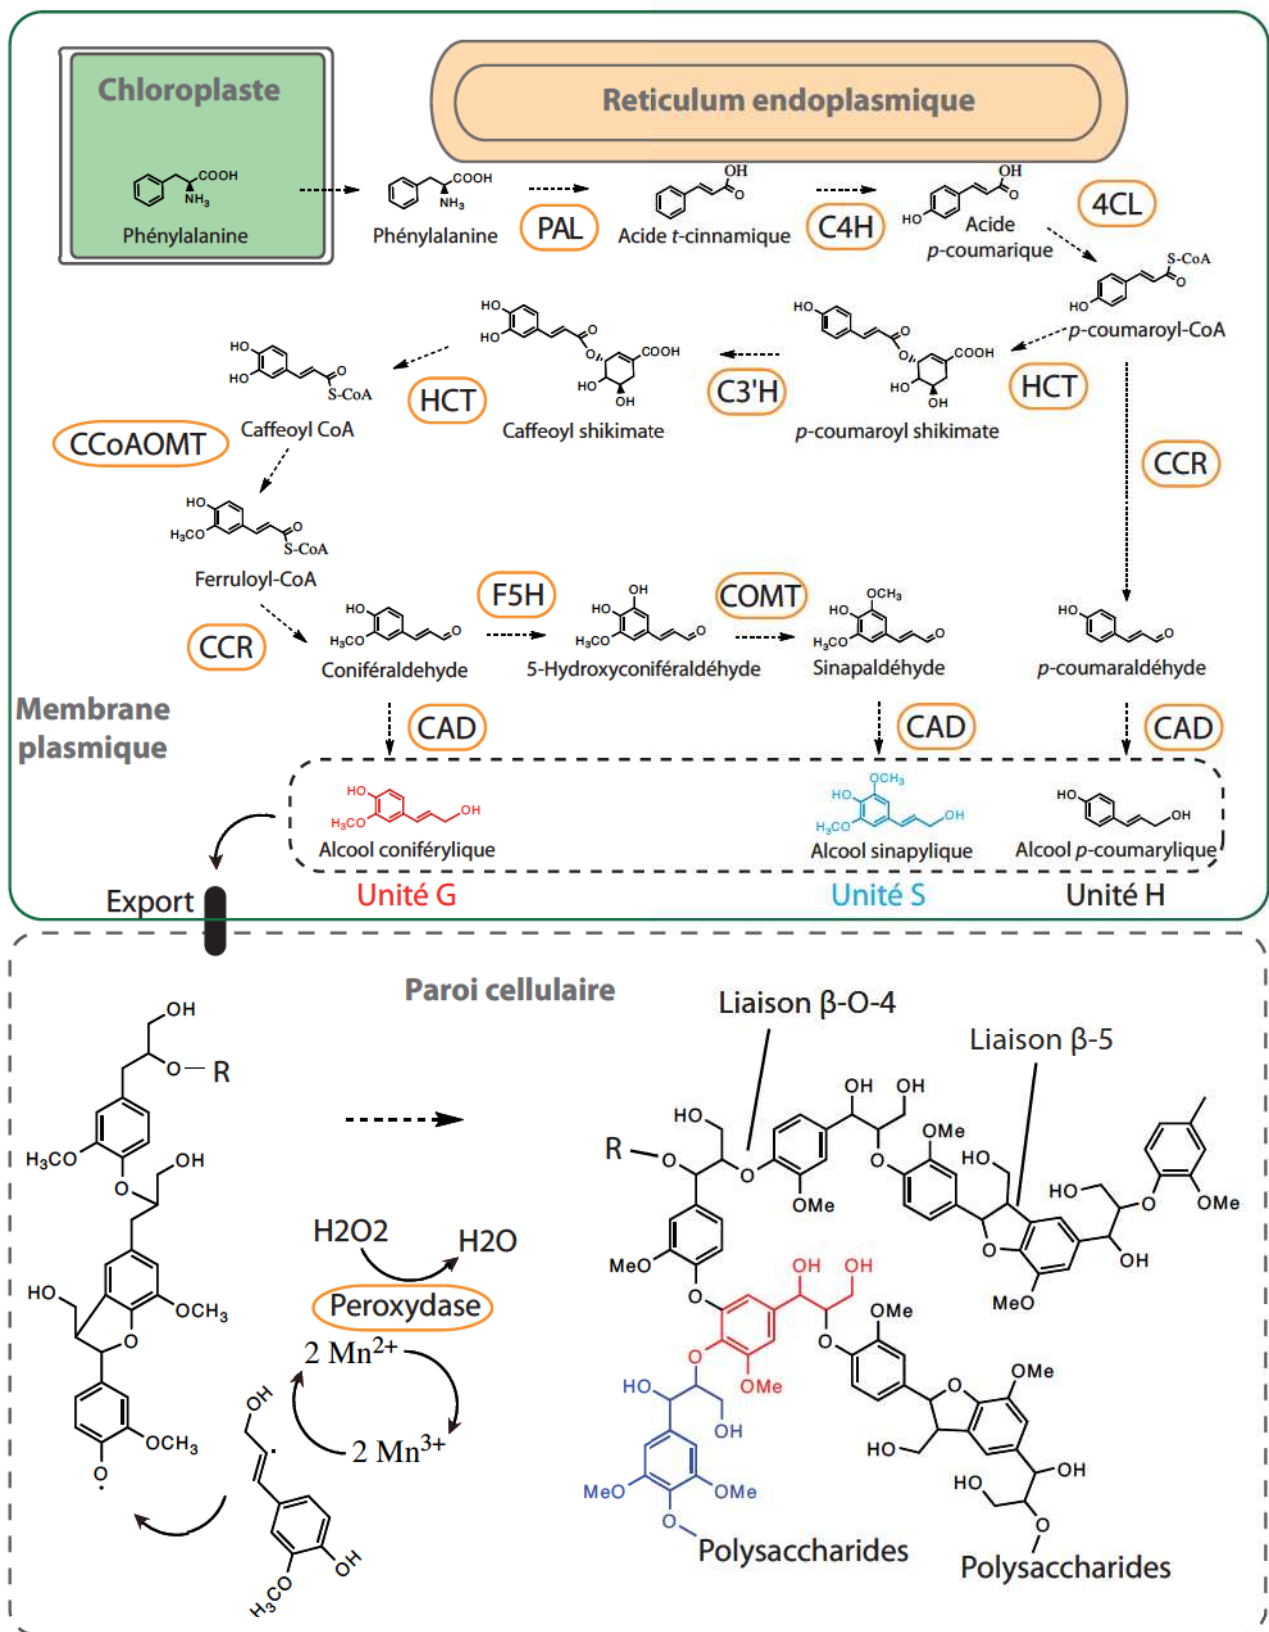 Chloroplaste
Reticulum endoplasmique
COOH
NH3
Phénylalanine
COOH
NH3
Phénylalanine
PAL
OH
O
Acide t-cinnamique
C4H
OH
O
HO
Acide
p-coumarique
4CL
S-CoA
O
HO
p-coumaroyl-CoA
HCT
HO
O
O
COOH
HO
OH
p-coumaroyl shikimate
C3'H
HO
HO
O
O
COOH
HO
OH
Caffeoyl shikimate
HCT
HO
HO
O
S-CoA
Caffeoyl CoA
CCoAOMT
CCR
HO
H3CO
O
S-CoA
Ferruloyl-CoA
CCR
HO
H3CO
O
Coniféraldehyde
F5H
OH
HO
H3CO
O
5-Hydroxyconiféraldéhyde
COMT
OCH3
HO
H3CO
O
Sinapaldéhyde
HO
O
p-coumaraldéhyde
Membrane
plasmique
CAD
CAD
CAD
HO
H3CO
OH
Alcool coniférylique
OCH3
HO
H3CO
OH
Alcool sinapylique
HO
OH
Alcool p-coumarylique
Unité G
Unité S
Unité H
Export
Paroi cellulaire
Liaison β-O-4
Liaison β-5
OH
O
R
H3CO
O
OH
HO
OCH3
O
OCH3
O
H2O2
H2O
Peroxydase
2 Mn2+
2 Mn3+
OH
H3CO
OH
HO
R
O
O
OH
OH
OMe
O
OMe
HO
O
MeO
HO
O
OMe
OH
MeO
O
OH
OH
OMe
O
OMe
O
HO
OH
MeO
OMe
O
Polysaccharides
O
OMe
HO
OH
HO
O
Polysaccharides